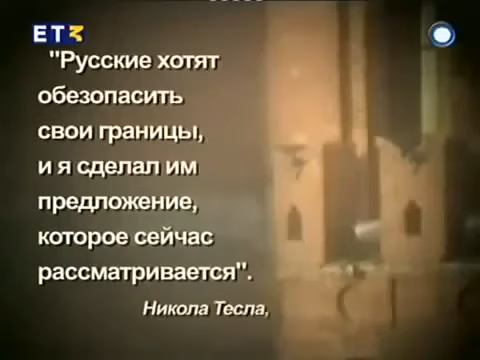 ET3
"Русские хотят
обезопасить
свои границы,
и я сделал им
предложение,
которое сейчас
рассматривается".
Никола Тесла,